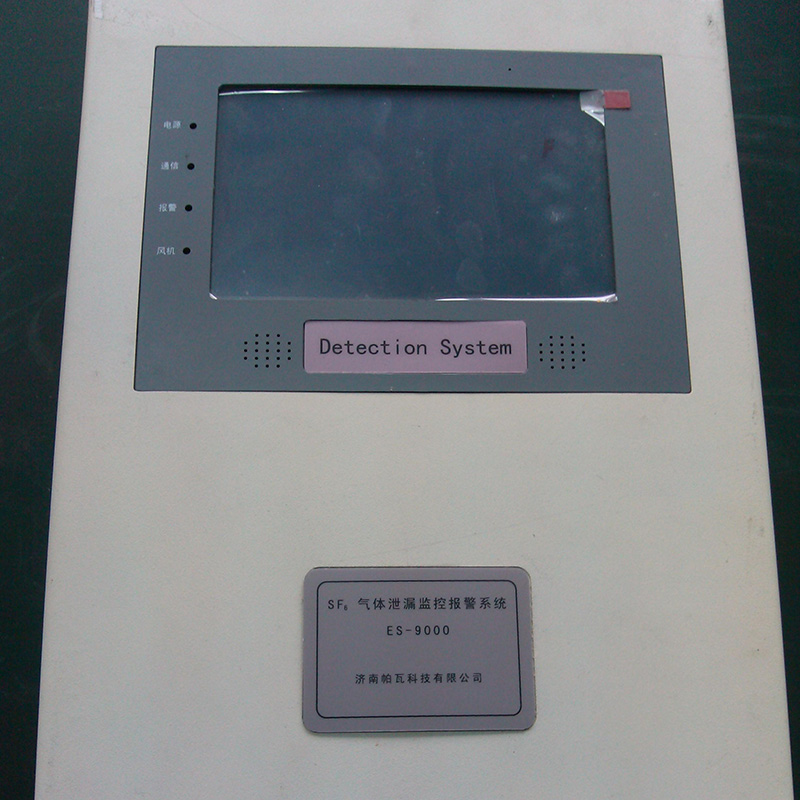 电源
通信
报警
风机
Detection System
SF₆ 气体泄漏监控报警系统
ES-9000
济南帕瓦科技有限公司